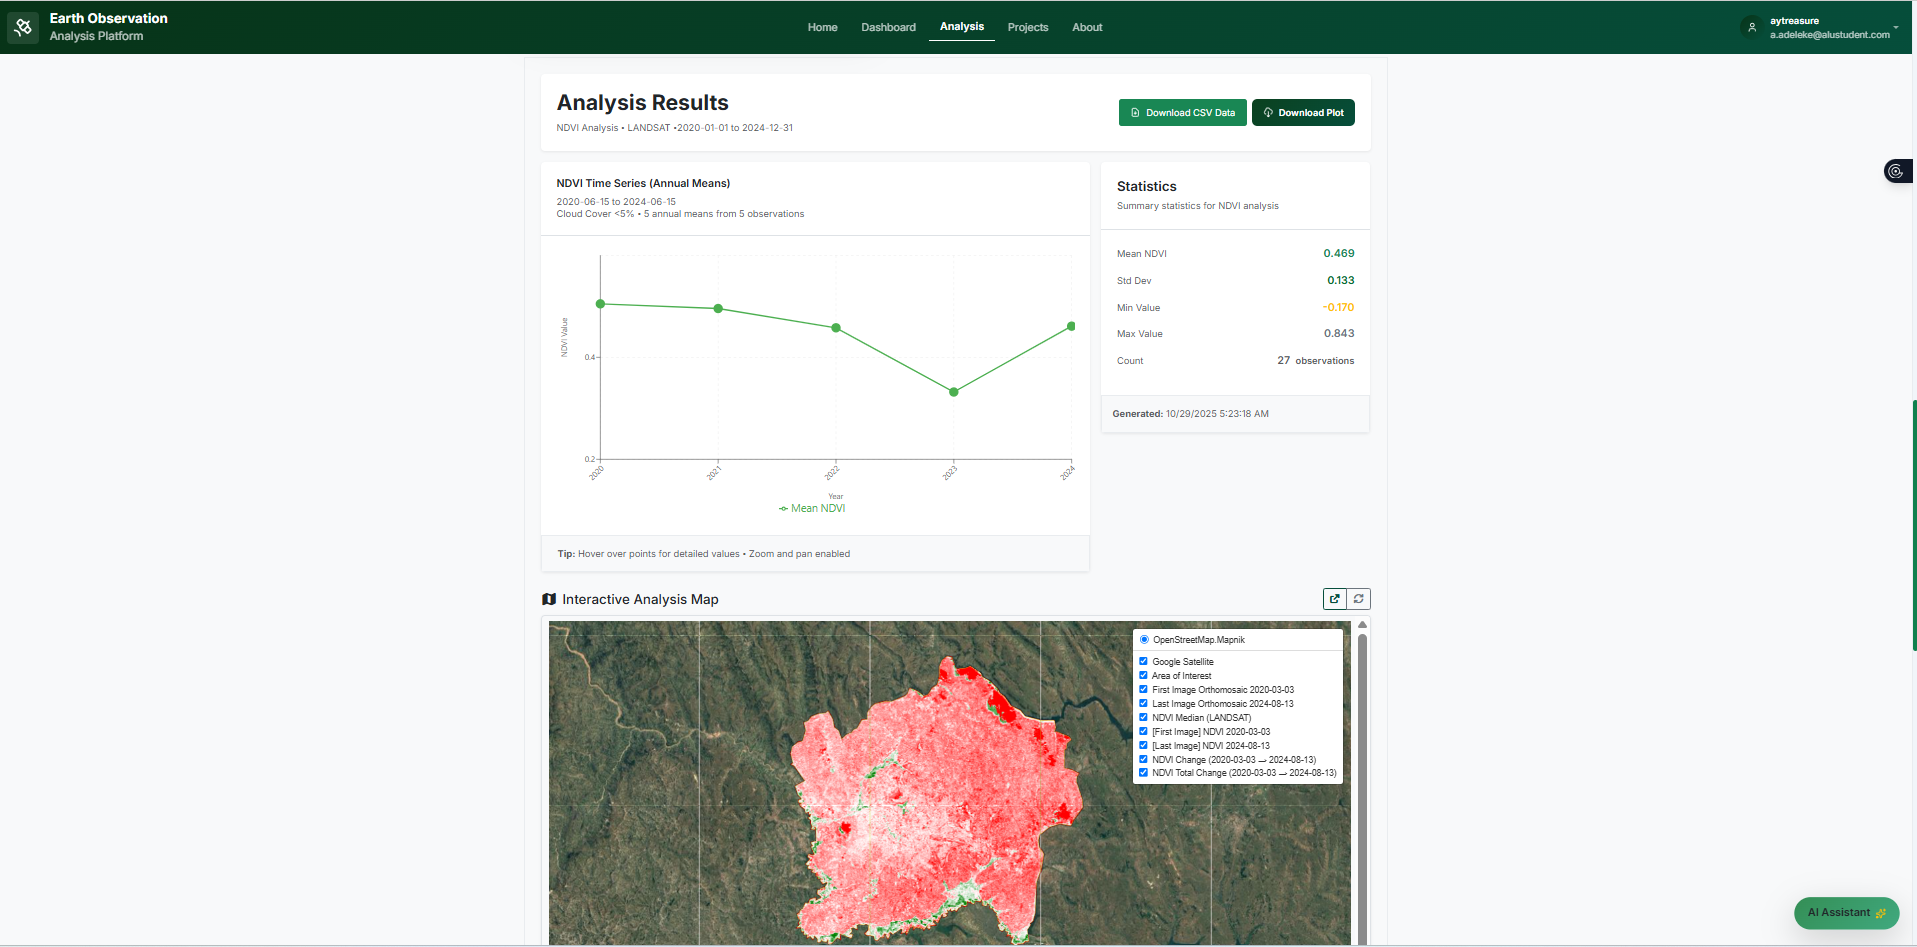 Earth Observation
Analysis Platform
Home
Dashboard
Analysis
Projects
About
aytreasure
a.adeleke@alustudent.com
Analysis Results
NDVI Analysis • LANDSAT •2020-01-01 to 2024-12-31
Download CSV Data
Download Plot
NDVI Time Series (Annual Means)
2020-06-15 to 2024-06-15
Cloud Cover <5% • 5 annual means from 5 observations
NDVI Value
0.4
0.2
2020
2021
2022
2023
2024
Year
Mean NDVI
Tip: Hover over points for detailed values • Zoom and pan enabled
Statistics
Summary statistics for NDVI analysis
Mean NDVI 0.469
Std Dev 0.133
Min Value -0.170
Max Value 0.843
Count 27 observations
Generated: 10/29/2025 5:23:18 AM
Interactive Analysis Map
OpenStreetMap.Mapnik
Google Satellite
Area of Interest
First Image Orthomosaic 2020-03-03
Last Image Orthomosaic 2024-08-13
NDVI Median (LANDSAT)
[First Image] NDVI 2020-03-03
[Last Image] NDVI 2024-08-13
NDVI Change (2020-03-03 → 2024-08-13)
NDVI Total Change (2020-03-03 → 2024-08-13)
AI Assistant